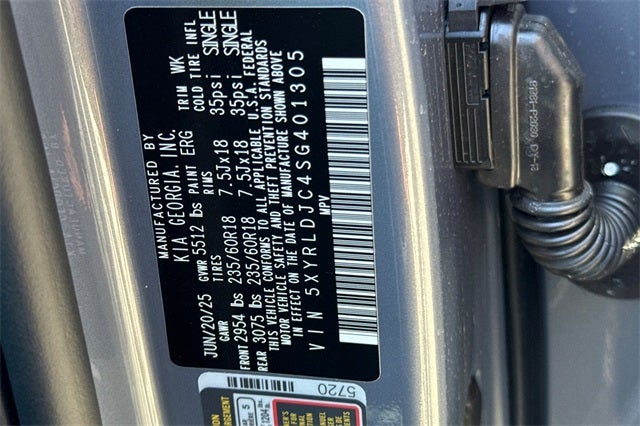 MANUFACTURED BY
KIA GEORGIA, INC.
JUN/20/25 GVWR 5512 lbs PAINT ERG TRIM WK
GAWR TIRES RIMS COLD TIRE INFL
FRONT 2954 lbs 235/60R18 7.5Jx18 35psi SINGLE
REAR 3075 lbs 235/60R18 7.5Jx18 35psi SINGLE
THIS VEHICLE CONFORMS TO ALL APPLICABLE U.S.A. FEDERAL
MOTOR VEHICLE SAFETY AND THEFT PREVENTION STANDARDS
IN EFFECT ON THE DATE OF MANUFACTURE SHOWN ABOVE
VIN 5XYRLDJC4SG401305
MPV
5720